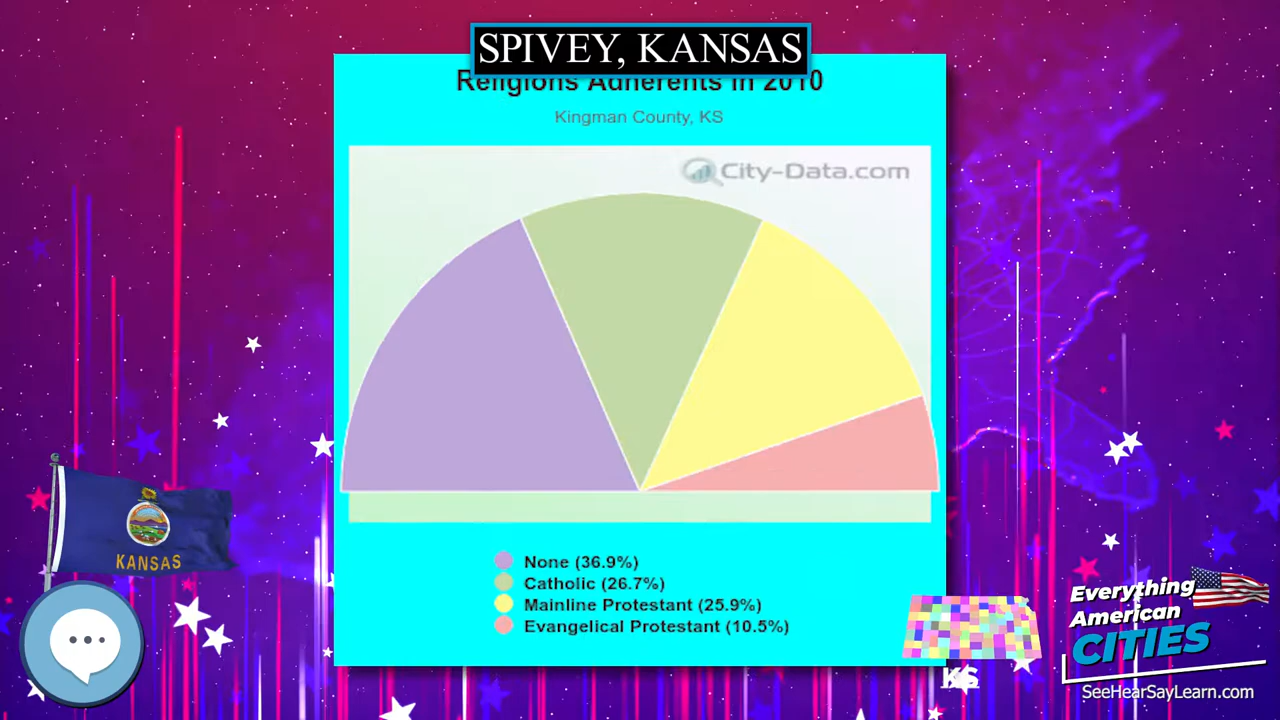 SPIVEY, KANSAS
Religions Adherents in 2010
Kingman County, KS
City-Data.com
None (36.9%)
Catholic (26.7%)
Mainline Protestant (25.9%)
Evangelical Protestant (10.5%)
KANSAS
Everything
American
CITIES
KS
SeeHearSayLearn.com